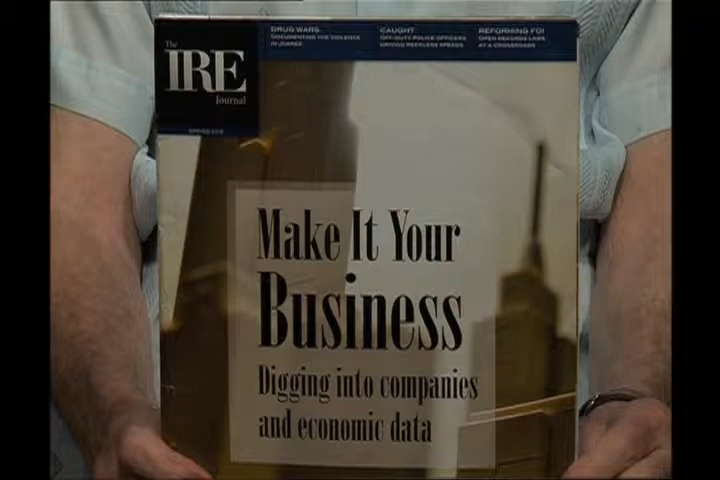 The
IRE
Journal
DRUG WARS
DOCUMENTING THE VIOLENCE
IN JUAREZ
CAUGHT
OFF-DUTY POLICE OFFICERS
DRIVING RECKLESS SPEEDS
REFORMING FOI
OPEN RECORDS LAWS
AT A CROSSROADS
Make It Your
Business
Digging into companies
and economic data